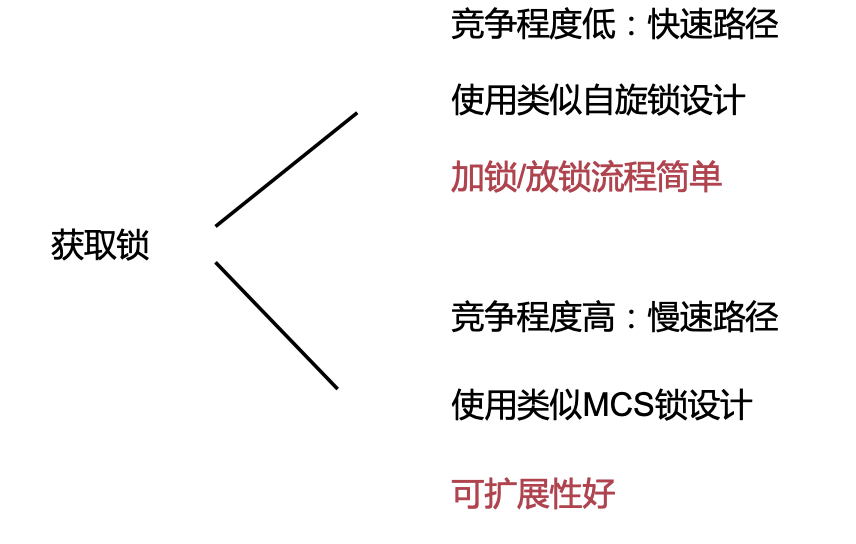 竞争程度低：快速路径
使用类似自旋锁设计
加锁/放锁流程简单
获取锁
竞争程度高：慢速路径
使用类似MCS锁设计
可扩展性好